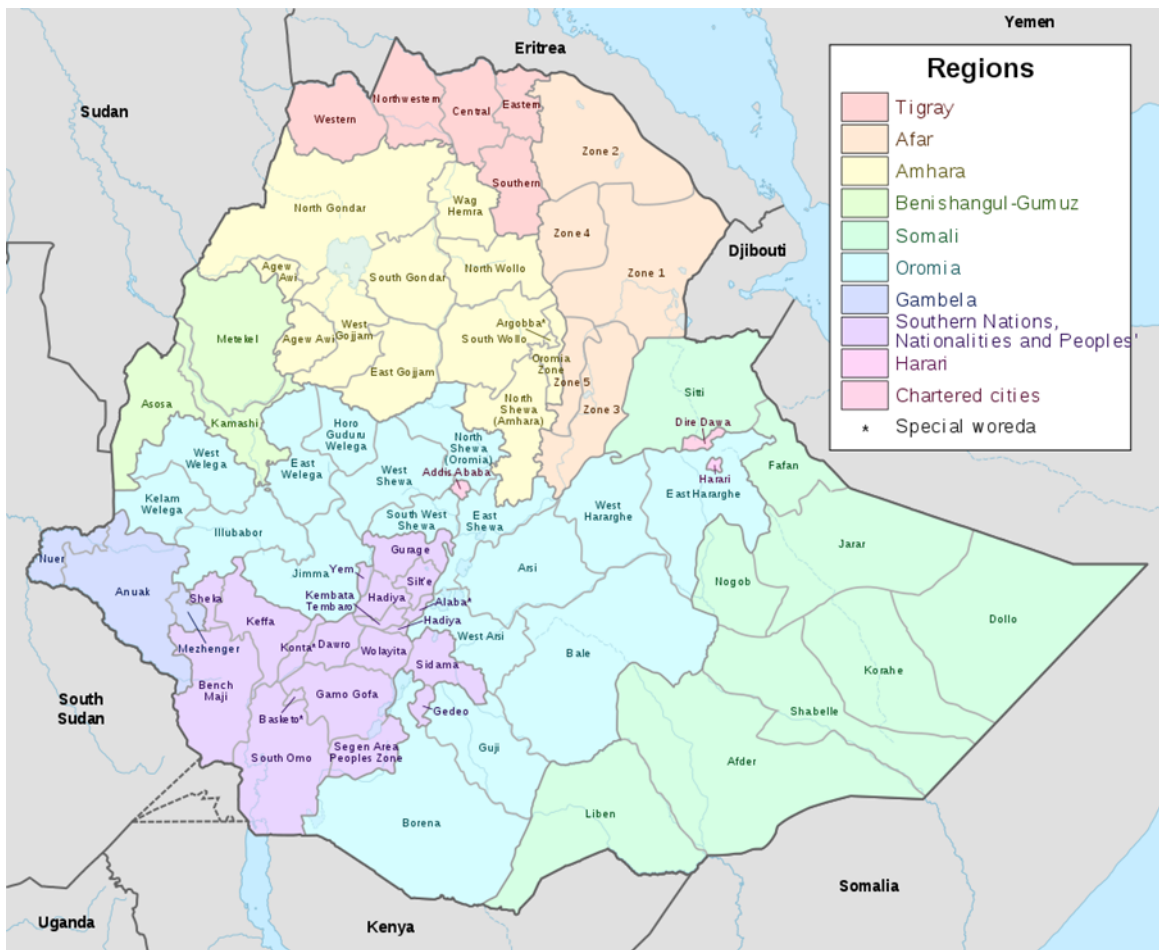 Yemen
Eritrea
Sudan
Djibouti
South
Sudan
Uganda
Kenya
Somalia
Regions
Tigray
Afar
Amhara
Benishangul-Gumuz
Somali
Oromia
Gambela
Southern Nations,
Nationalities and Peoples'
Harari
Chartered cities
* Special woreda
Western
Northwestern
Central
Eastern
Southern
Zone 2
Zone 4
Zone 1
Zone 5
Zone 3
North Gondar
Wag
Hemra
Agew
Awi
South Gondar
North Wollo
West
Gojjam
Agew Awi
East Gojjam
South Wollo
Argobba*
Oromia
Zone
North
Shewa
(Amhara)
Metekel
Asosa
Kamashi
Sitti
Dire Dawa
Harari
Fafan
Jarar
Nogob
Dollo
Korahe
Shabelle
Afder
Liben
West
Welega
Kelam
Welega
East
Welega
Horo
Guduru
Welega
West
Shewa
North
Shewa
(Oromia)
Addis Ababa
South West
Shewa
East
Shewa
Illubabor
Jimma
Arsi
West
Hararghe
East Hararghe
West Arsi
Bale
Guji
Borena
Nuer
Anuak
Mezhenger
Sheka
Keffa
Bench
Maji
Yem
Gurage
Silt'e
Hadiya
Kembata
Tembaro
Alaba*
Hadiya
Konta*
Dawro
Wolayita
Sidama
Gamo Gofa
Basketo*
Gedeo
South Omo
Segen Area
Peoples Zone